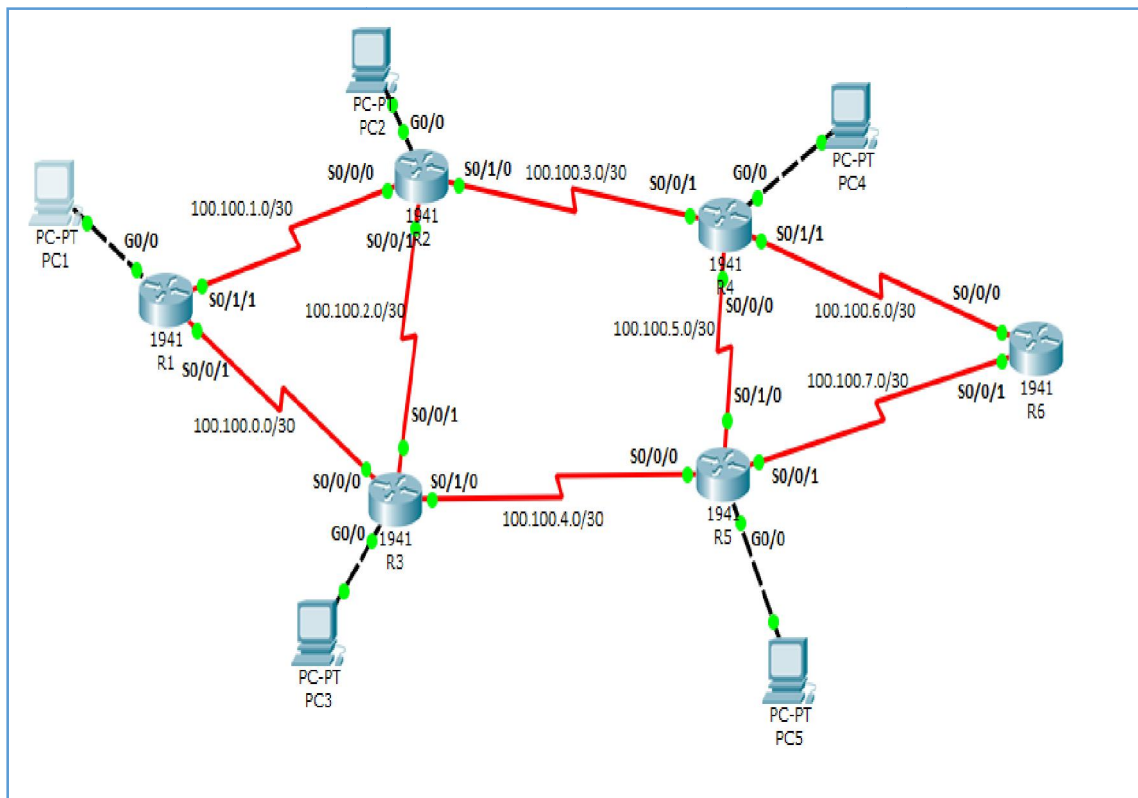 PC-PT
PC2
G0/0
S0/0/0
S0/1/0
100.100.3.0/30
S0/0/1
G0/0
PC-PT
PC4
1941
R2
S0/0/1
100.100.1.0/30
PC-PT
PC1
G0/0
S0/1/1
1941
R1
S0/0/1
100.100.2.0/30
1941
R4
S0/1/1
S0/0/0
100.100.5.0/30
100.100.6.0/30
S0/0/0
1941
R6
S0/0/1
100.100.7.0/30
S0/1/0
100.100.0.0/30
S0/0/1
S0/0/0
S0/1/0
1941
R3
G0/0
100.100.4.0/30
S0/0/0
S0/0/1
1941
R5
G0/0
PC-PT
PC3
PC-PT
PC5